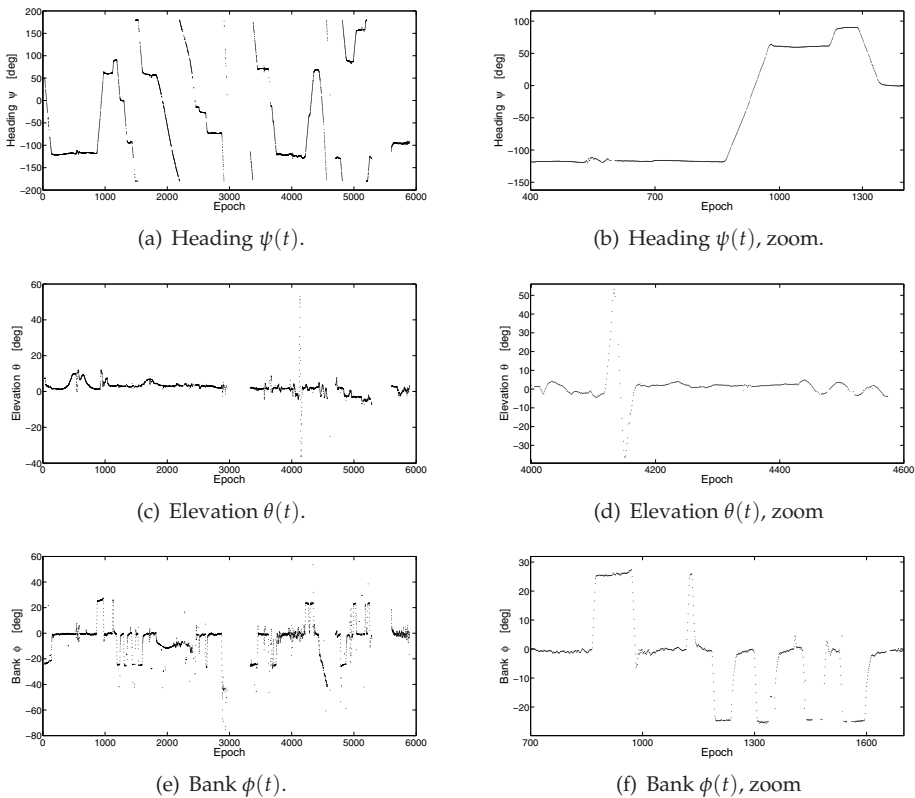 200
150
100
50
0
−50
−100
−150
−200
Heading ψ [deg]
0 1000 2000 3000 4000 5000 6000
Epoch
(a) Heading ψ(t).
150
100
50
0
−50
−100
−150
Heading ψ [deg]
400 700 1000 1300
Epoch
(b) Heading ψ(t), zoom.
60
40
20
0
−20
−40
Elevation θ [deg]
0 1000 2000 3000 4000 5000 6000
Epoch
(c) Elevation θ(t).
50
40
30
20
10
0
−10
−20
−30
Elevation θ [deg]
4000 4200 4400 4600
Epoch
(d) Elevation θ(t), zoom
60
40
20
0
−20
−40
−60
−80
Bank ϕ [deg]
0 1000 2000 3000 4000 5000 6000
Epoch
(e) Bank ϕ(t).
30
20
10
0
−10
−20
Bank ϕ [deg]
700 1000 1300 1600
Epoch
(f) Bank ϕ(t), zoom